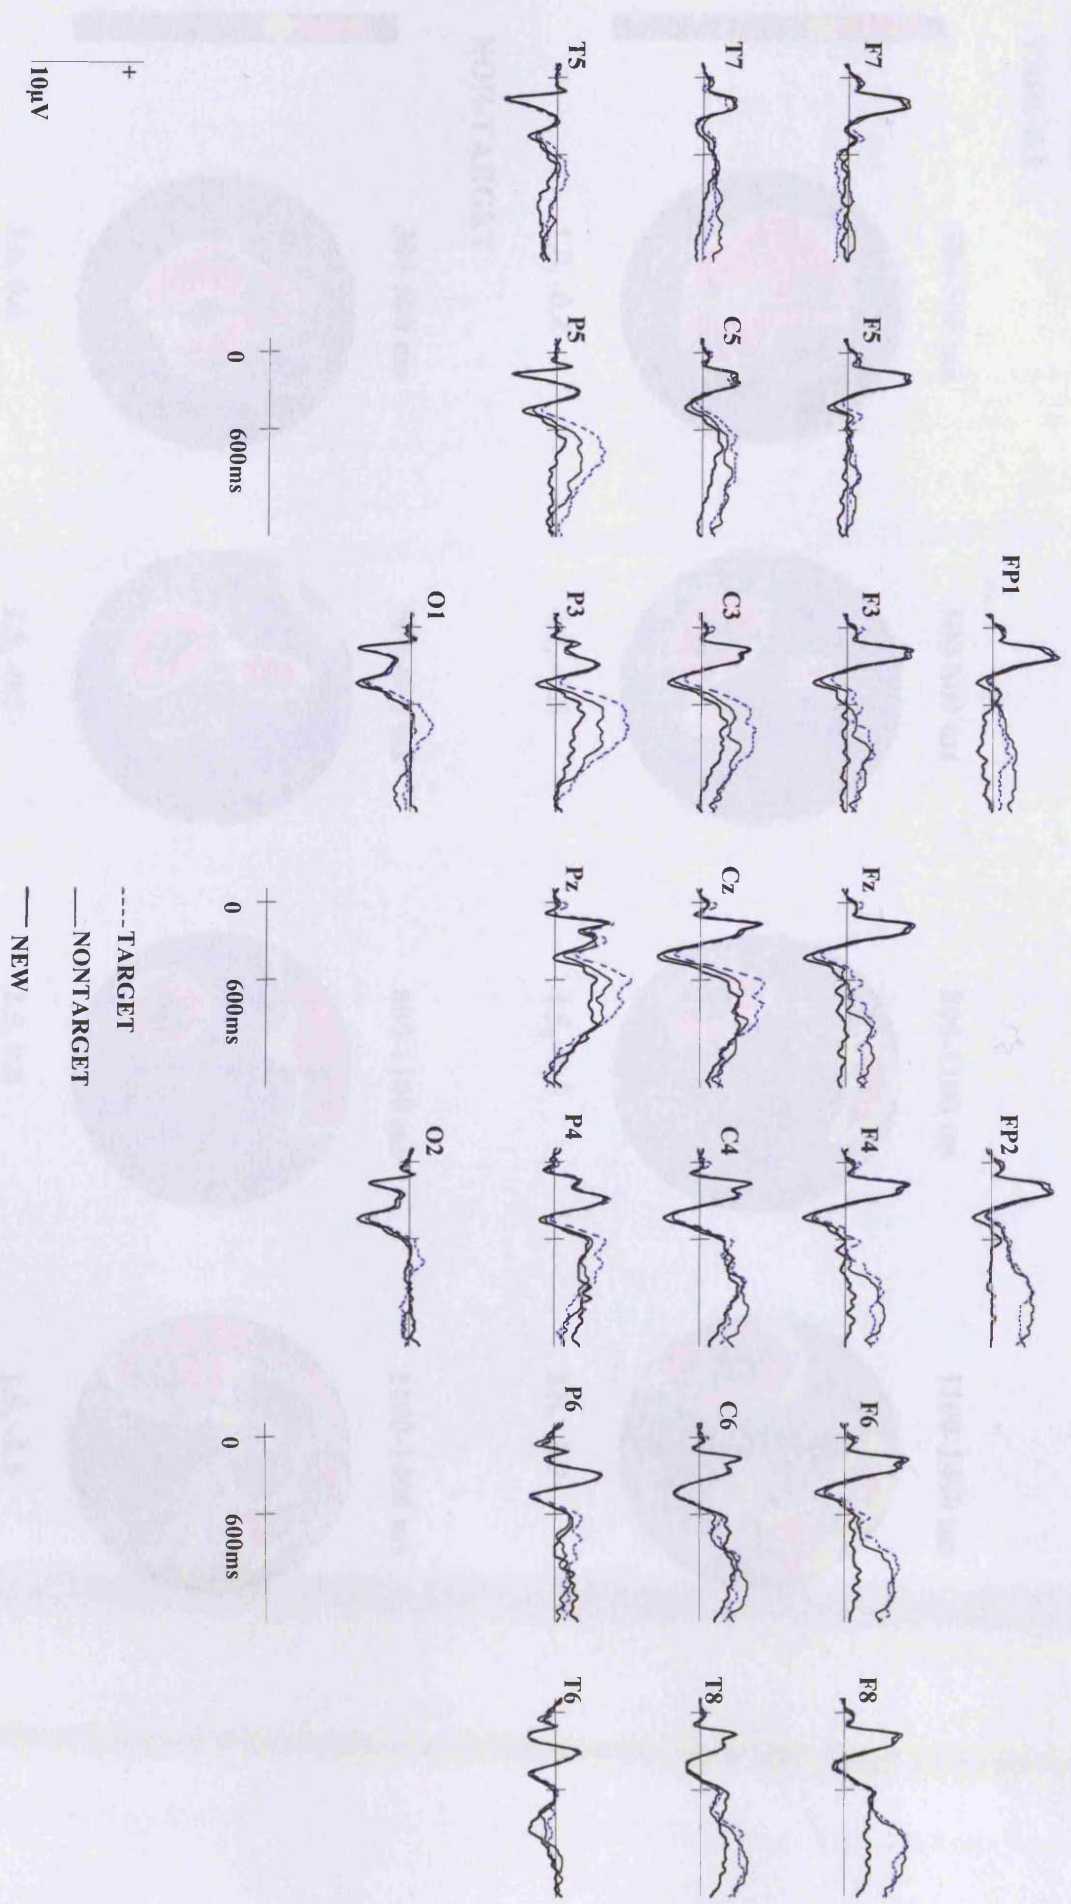 FP1 FP2
F7 F5 F3 Fz F4 F6 F8
T7 C5 C3 Cz C4 C6 T8
T5 P5 P3 Pz P4 P6 T6
O1 O2
0 600ms 0 600ms 0 600ms
+
10µV
TARGET
NONTARGET
NEW